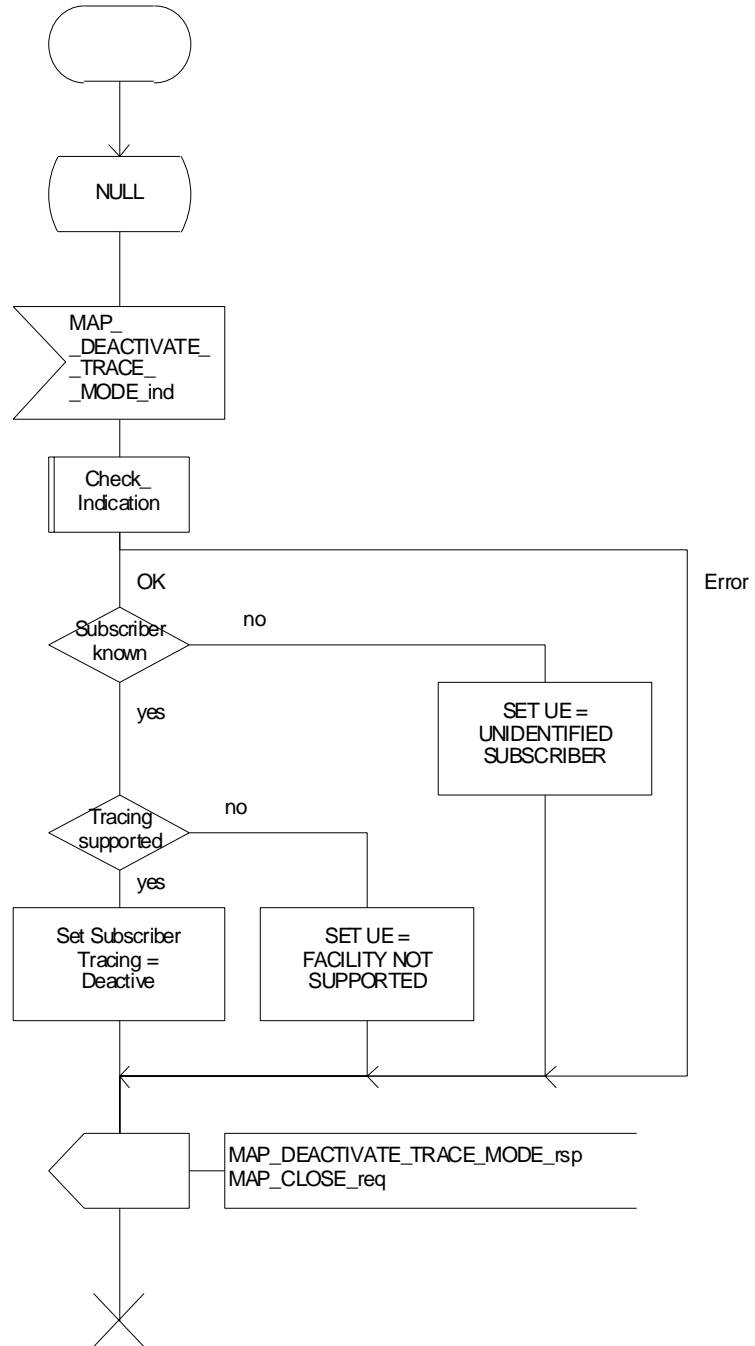 NULL
MAP_
_DEACTIVATE_
_TRACE_
_MODE_ind
Check_
Indication
OK
Error
Subscriber
known
no
yes
SET UE =
UNIDENTIFIED
SUBSCRIBER
Tracing
supported
no
yes
Set Subscriber
Tracing =
Deactive
SET UE =
FACILITY NOT
SUPPORTED
MAP_DEACTIVATE_TRACE_MODE_rsp
MAP_CLOSE_req